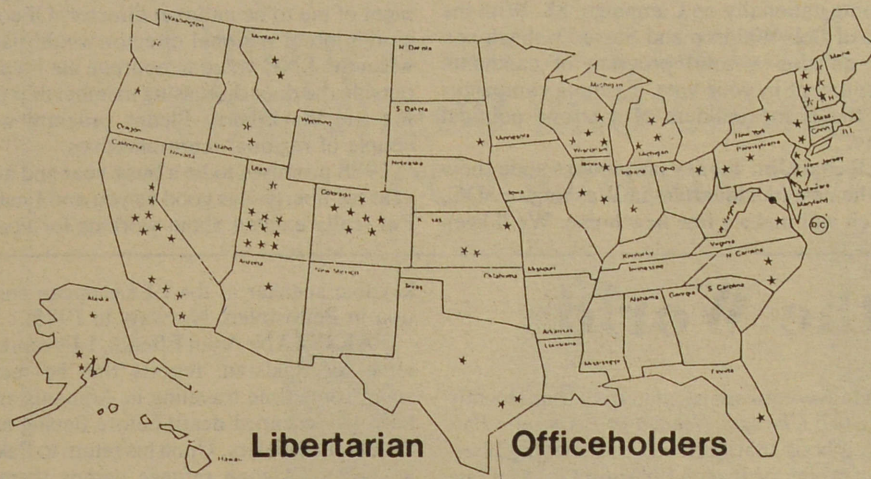 Washington
Montana
N Dakota
Michigan
Maine
Oregon
Idaho
Wyoming
S. Dakota
Minnesota
Wisconsin
Michigan
New York
N H
Mass
Conn
R.I.
California
Nevada
Utah
Colorado
Nebraska
Iowa
Illinois
Indiana
Ohio
Pennsylvania
New Jersey
Delaware
Maryland
DC
W. Virginia
Virginia
Kentucky
Missouri
Arizona
New Mexico
Oklahoma
Texas
Tennessee
N Carolina
S Carolina
Arkansas
Louisiana
Mississippi
Alabama
Georgia
Florida
Alaska
Hawaii
Libertarian Officeholders